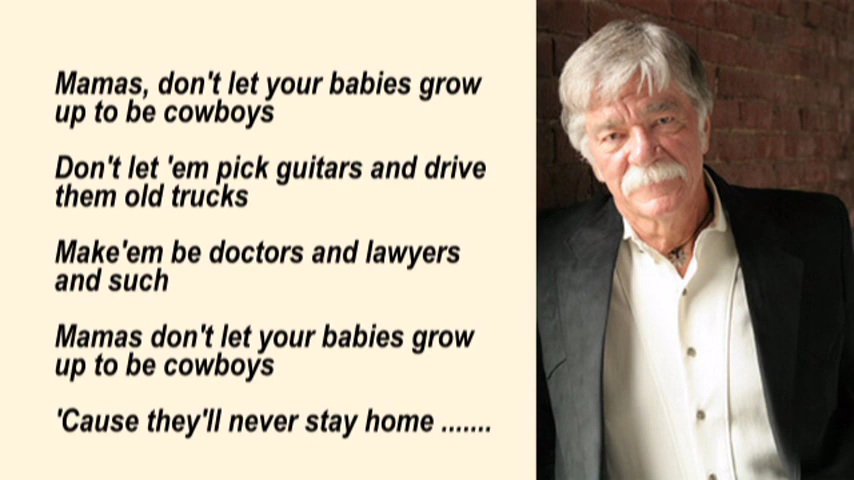 Mamas, don't let your babies grow
up to be cowboys
Don't let 'em pick guitars and drive
them old trucks
Make'em be doctors and lawyers
and such
Mamas don't let your babies grow
up to be cowboys
'Cause they'll never stay home .......